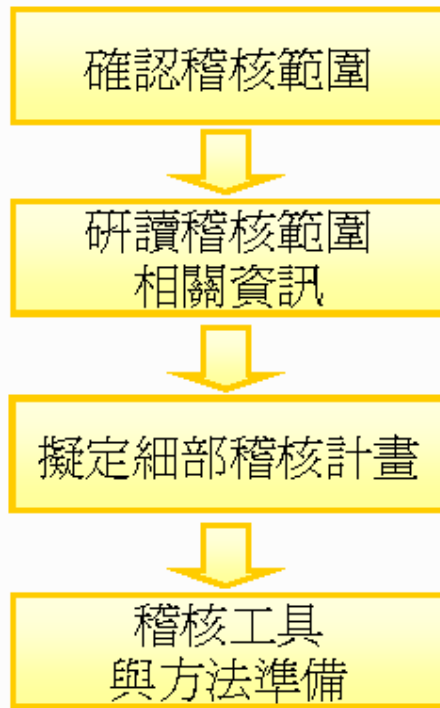 確認稽核範圍
研讀稽核範圍
相關資訊
擬定細部稽核計畫
稽核工具
與方法準備